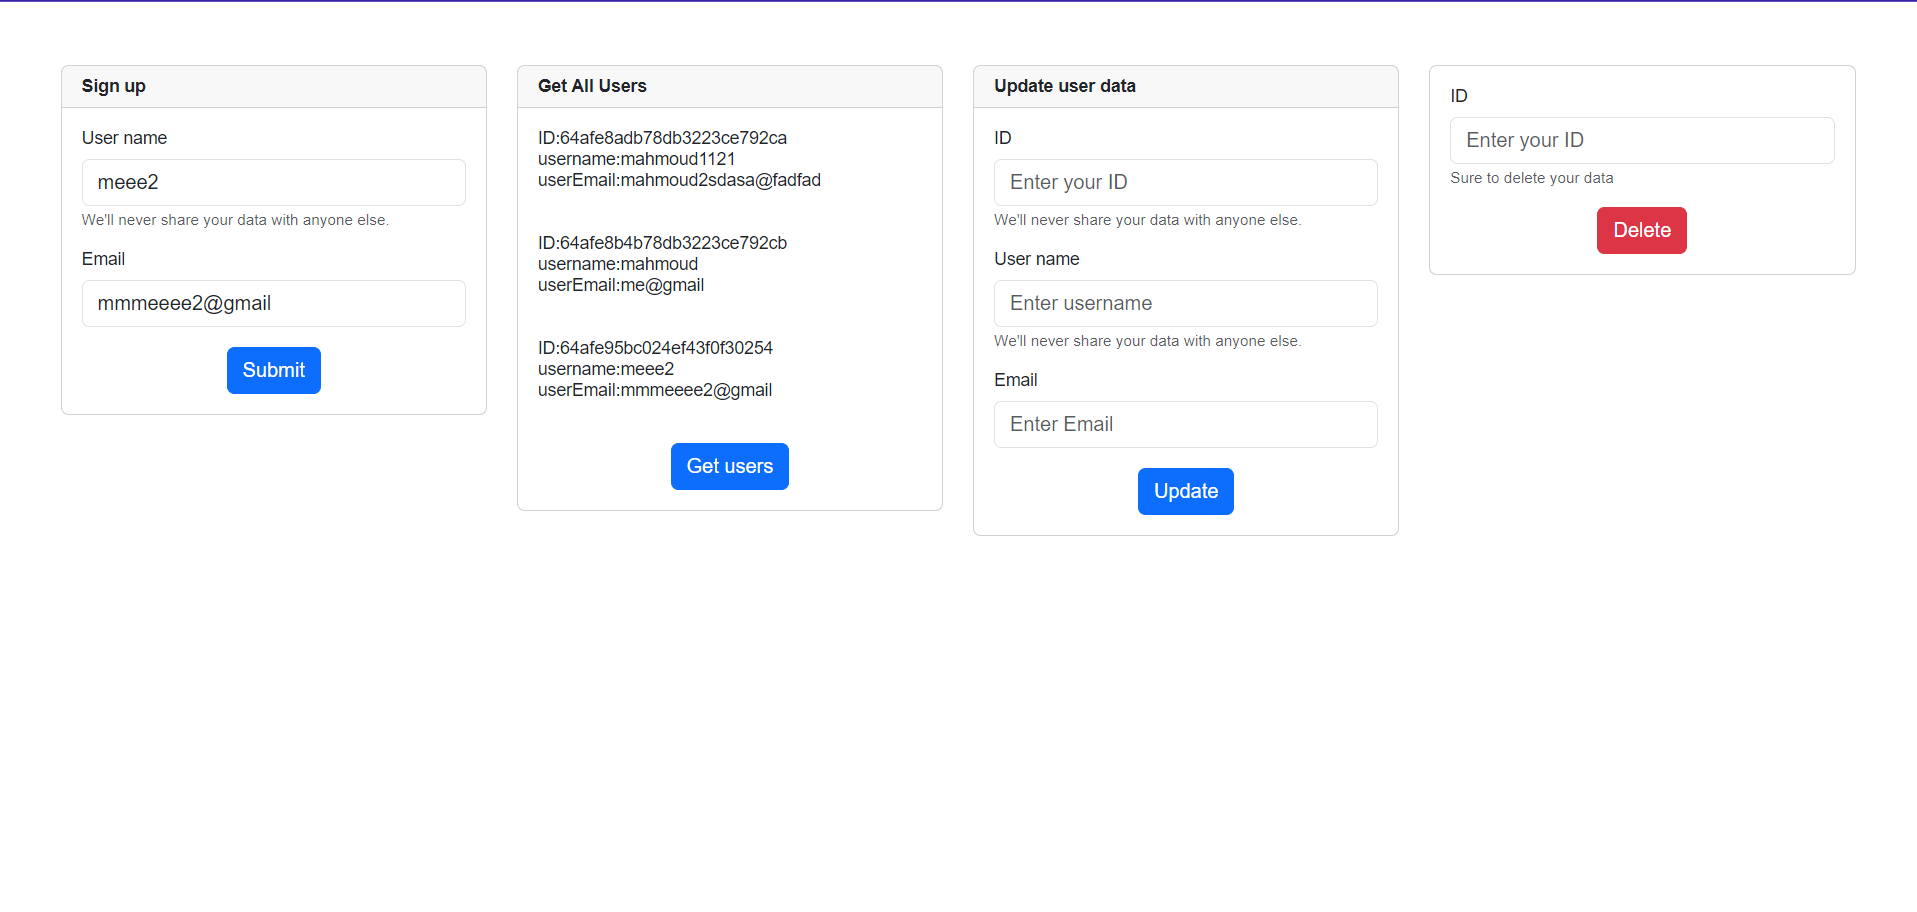 Sign up
User name
meee2
We'll never share your data with anyone else.
Email
mmmeeee2@gmail
Submit
Get All Users
ID:64afe8adb78db3223ce792ca
username:mahmoud1121
userEmail:mahmoud2sdasa@fadfad
ID:64afe8b4b78db3223ce792cb
username:mahmoud
userEmail:me@gmail
ID:64afe95bc024ef43f0f30254
username:meee2
userEmail:mmmeeee2@gmail
Get users
Update user data
ID
Enter your ID
We'll never share your data with anyone else.
User name
Enter username
We'll never share your data with anyone else.
Email
Enter Email
Update
ID
Enter your ID
Sure to delete your data
Delete